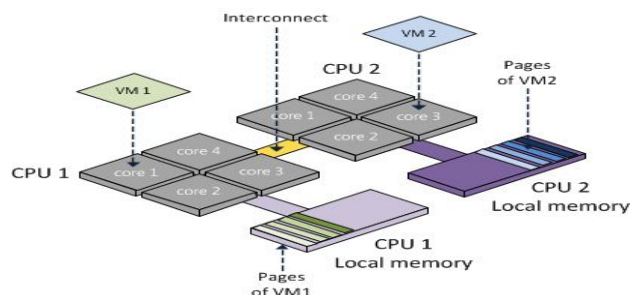 Interconnect
VM 2
CPU 2
Pages
of VM2
VM 1
core 4
core 1
core 3
core 2
CPU 1
core 4
core 1
core 3
core 2
CPU 2
Local memory
CPU 1
Local memory
Pages
of VM1